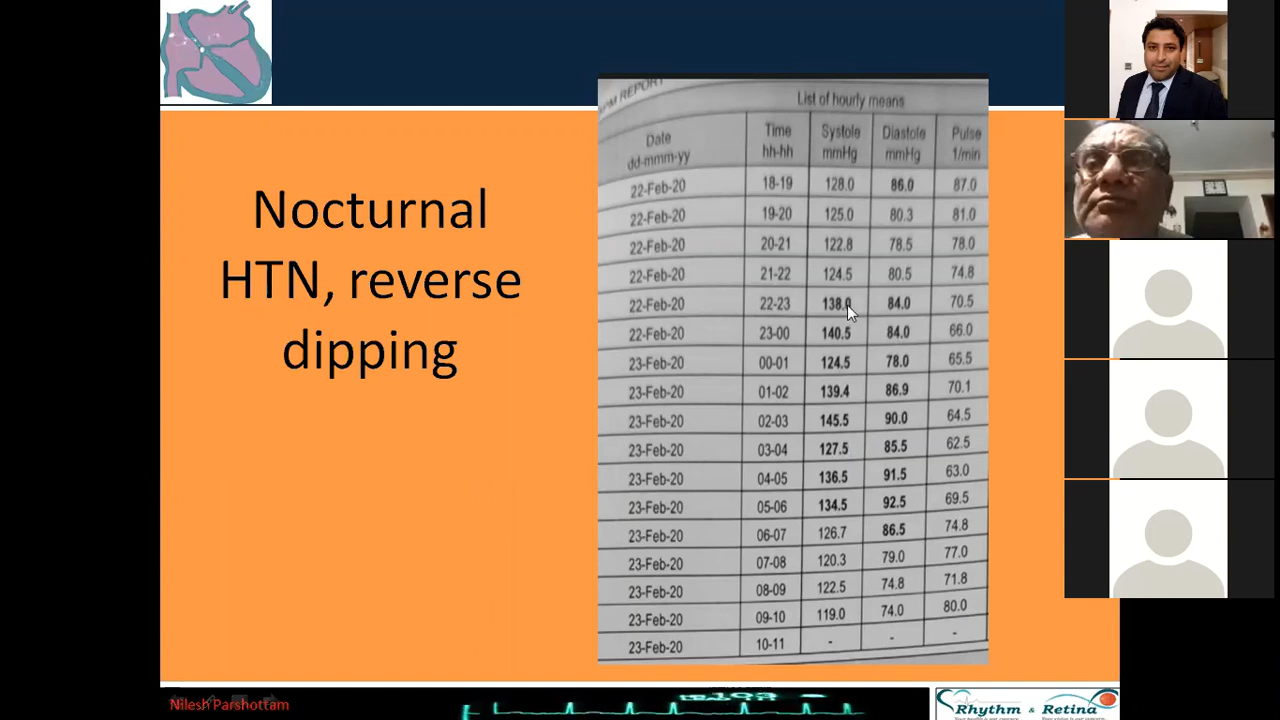 Nocturnal
HTN, reverse
dipping
REPORT
List of hourly means
Date Time Systole Diastole Pulse
dd-mmm-yy hh-hh mmHg mmHg 1/min
22-Feb-20 18-19 128.0 86.0 87.0
22-Feb-20 19-20 125.0 80.3 81.0
22-Feb-20 20-21 122.8 78.5 78.0
22-Feb-20 21-22 124.5 80.5 74.8
22-Feb-20 22-23 138.0 84.0 70.5
22-Feb-20 23-00 140.5 84.0 66.0
23-Feb-20 00-01 124.5 78.0 65.5
23-Feb-20 01-02 139.4 86.9 70.1
23-Feb-20 02-03 145.5 90.0 64.5
23-Feb-20 03-04 127.5 85.5 62.5
23-Feb-20 04-05 136.5 91.5 63.0
23-Feb-20 05-06 134.5 92.5 69.5
23-Feb-20 06-07 126.7 86.5 74.8
23-Feb-20 07-08 120.3 79.0 77.0
23-Feb-20 08-09 122.5 74.8 71.8
23-Feb-20 09-10 119.0 74.0 80.0
23-Feb-20 10-11 - - -
Nilesh Parshottam
Rhythm & Retina